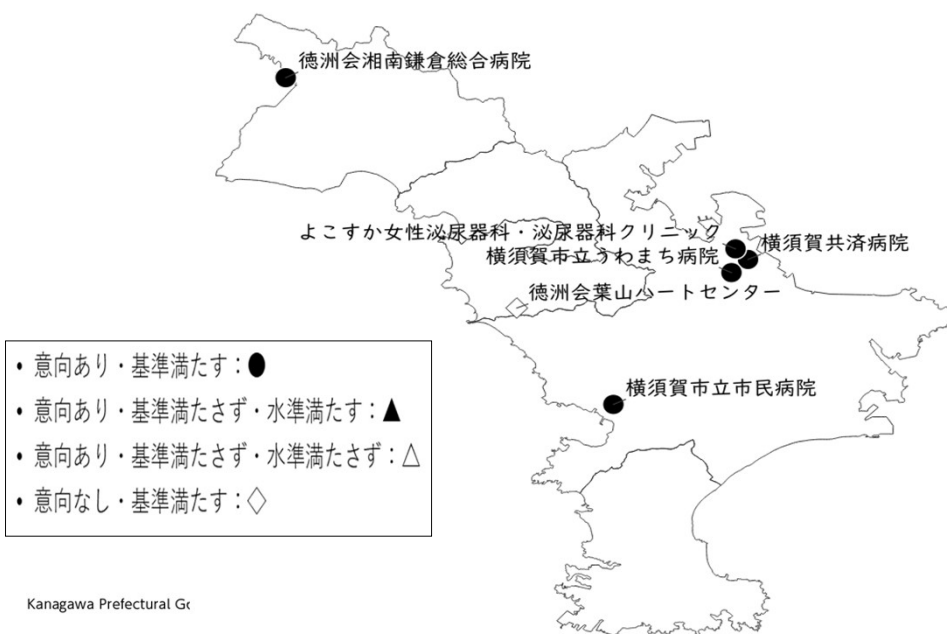 徳洲会湘南鎌倉総合病院
よこすか女性泌尿器科・泌尿器科クリニック
横須賀共済病院
横須賀市立うわまち病院
徳洲会葉山ハートセンター
横須賀市立市民病院
・意向あり・基準満たす：●
・意向あり・基準満たさず・水準満たす：▲
・意向あり・基準満たさず・水準満たさず：△
・意向なし・基準満たす：◇
Kanagawa Prefectural